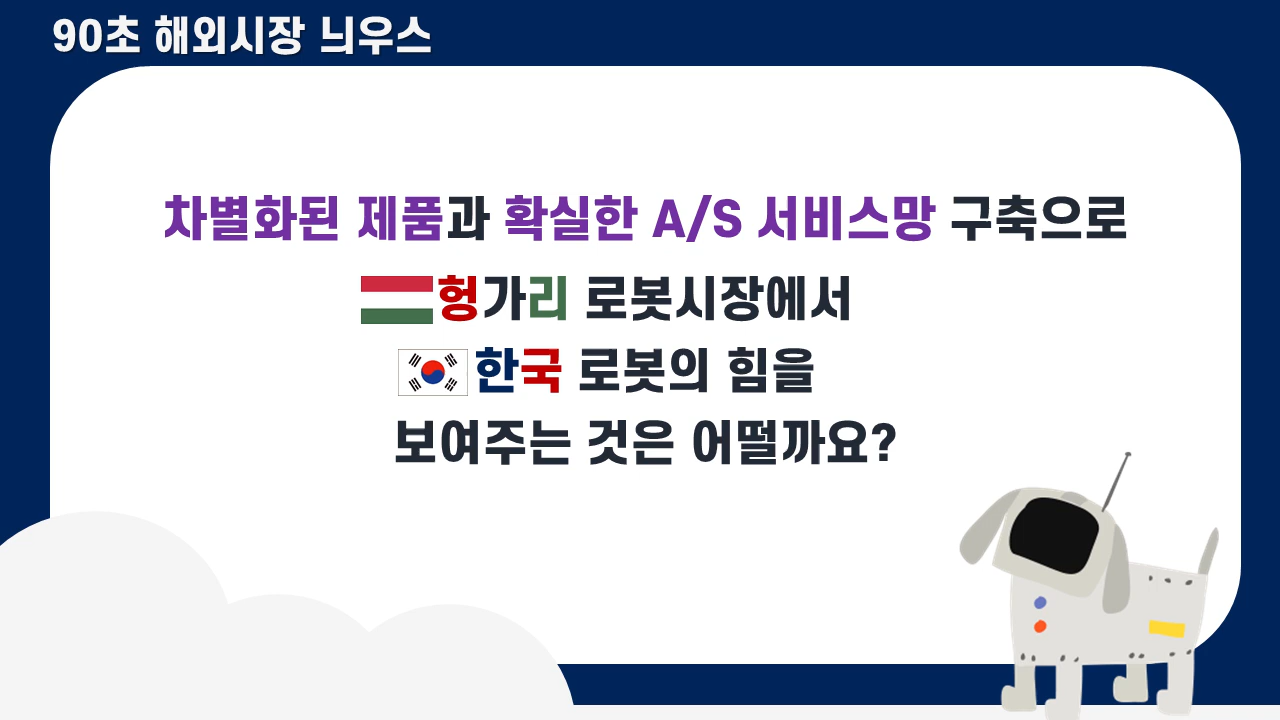 90초 해외시장 늬우스
차별화된 제품과 확실한 A/S 서비스망 구축으로
헝가리 로봇시장에서
한국 로봇의 힘을
보여주는 것은 어떨까요?